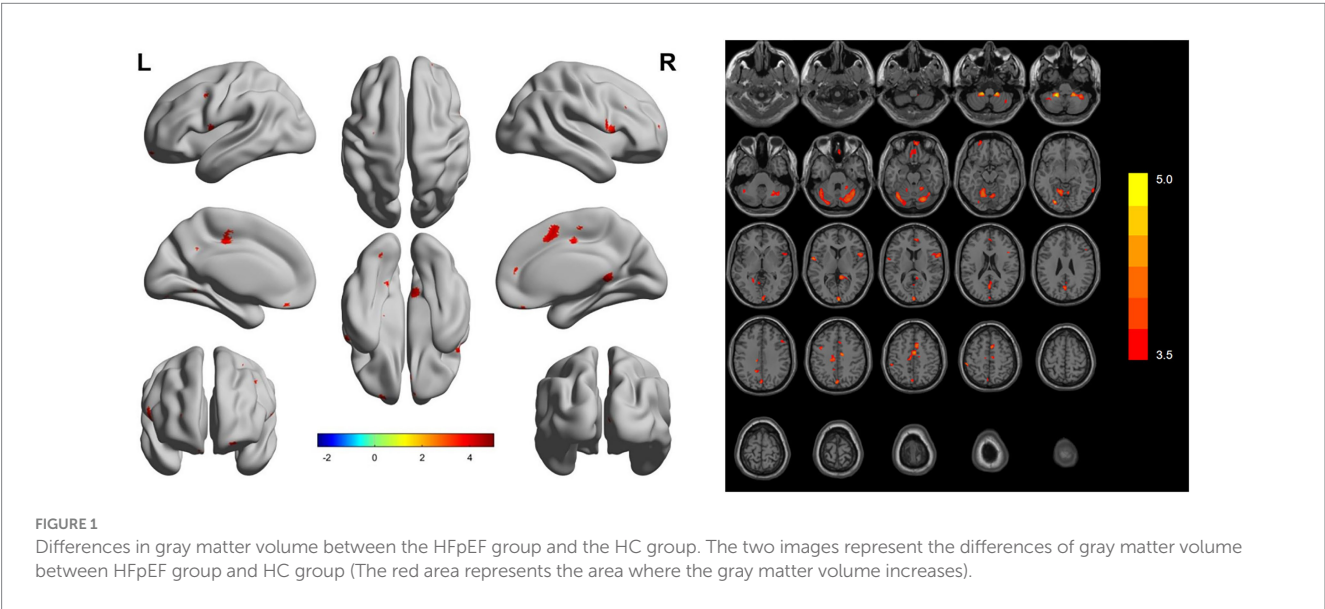 L
R
5.0
3.5
-2 0 2 4
FIGURE 1
Differences in gray matter volume between the HFpEF group and the HC group. The two images represent the differences of gray matter volume
between HFpEF group and HC group (The red area represents the area where the gray matter volume increases).